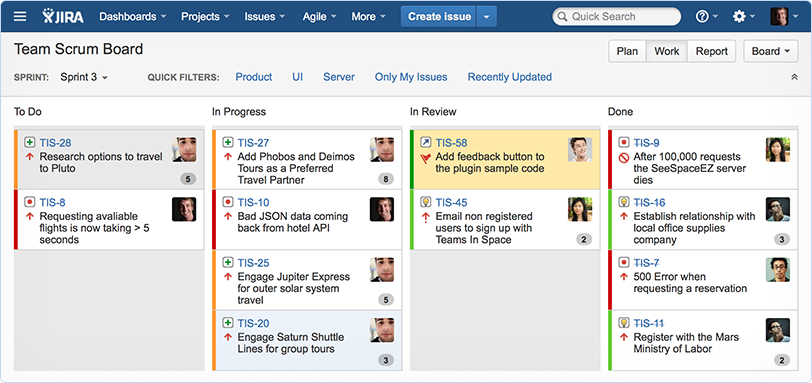 JIRA Dashboards Projects Issues Agile More Create issue Quick Search
Team Scrum Board Plan Work Report Board
SPRINT: Sprint 3 QUICK FILTERS: Product UI Server Only My Issues Recently Updated
To Do
TIS-28
Research options to travel
to Pluto
5
TIS-8
Requesting avaliable
flights is now taking > 5
seconds
In Progress
TIS-27
Add Phobos and Deimos
Tours as a Preferred
Travel Partner
8
TIS-10
Bad JSON data coming
back from hotel API
TIS-25
Engage Jupiter Express
for outer solar system
travel
5
TIS-20
Engage Saturn Shuttle
Lines for group tours
3
In Review
TIS-58
Add feedback button to
the plugin sample code
TIS-45
Email non registered
users to sign up with
Teams In Space
2
Done
TIS-9
After 100,000 requests
the SeeSpaceEZ server
dies
TIS-16
Establish relationship with
local office supplies
company
3
TIS-7
500 Error when
requesting a reservation
TIS-11
Register with the Mars
Ministry of Labor
2